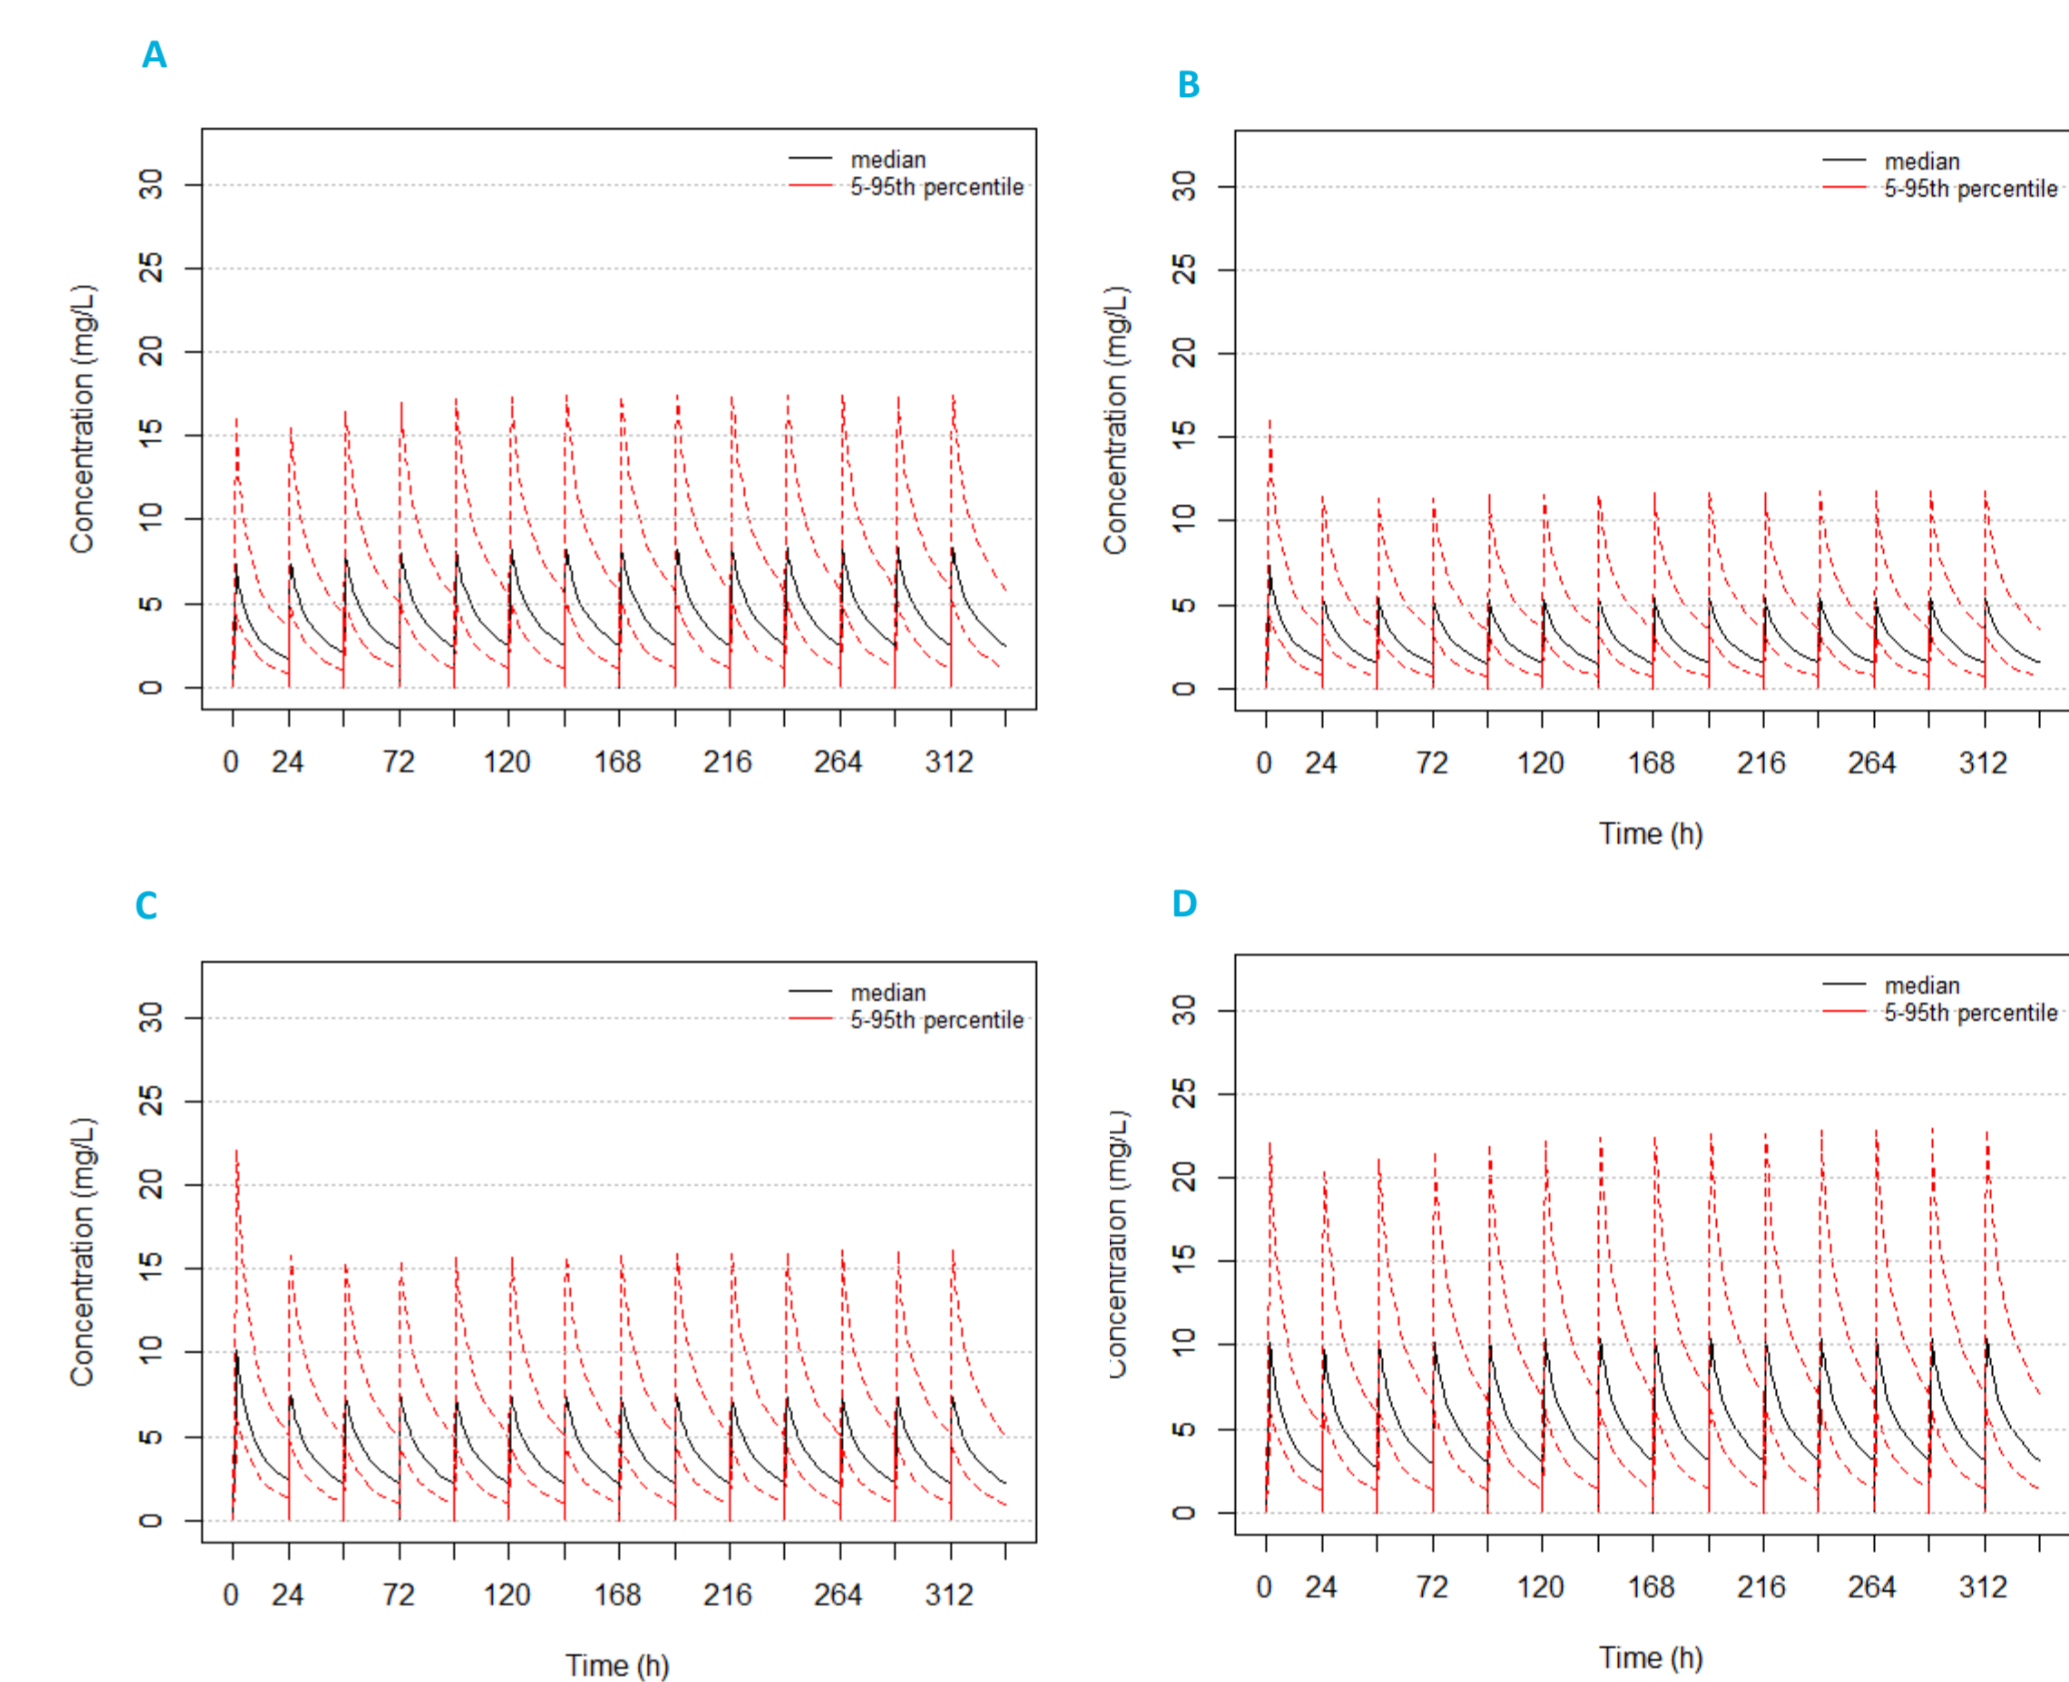 A
median
5-95th percentile
Concentration (mg/L)
0 5 10 15 20 25 30
0 24 72 120 168 216 264 312
B
median
5-95th percentile
Concentration (mg/L)
0 5 10 15 20 25 30
0 24 72 120 168 216 264 312
Time (h)
C
median
5-95th percentile
Concentration (mg/L)
0 5 10 15 20 25 30
0 24 72 120 168 216 264 312
Time (h)
D
median
5-95th percentile
Concentration (mg/L)
0 5 10 15 20 25 30
0 24 72 120 168 216 264 312
Time (h)